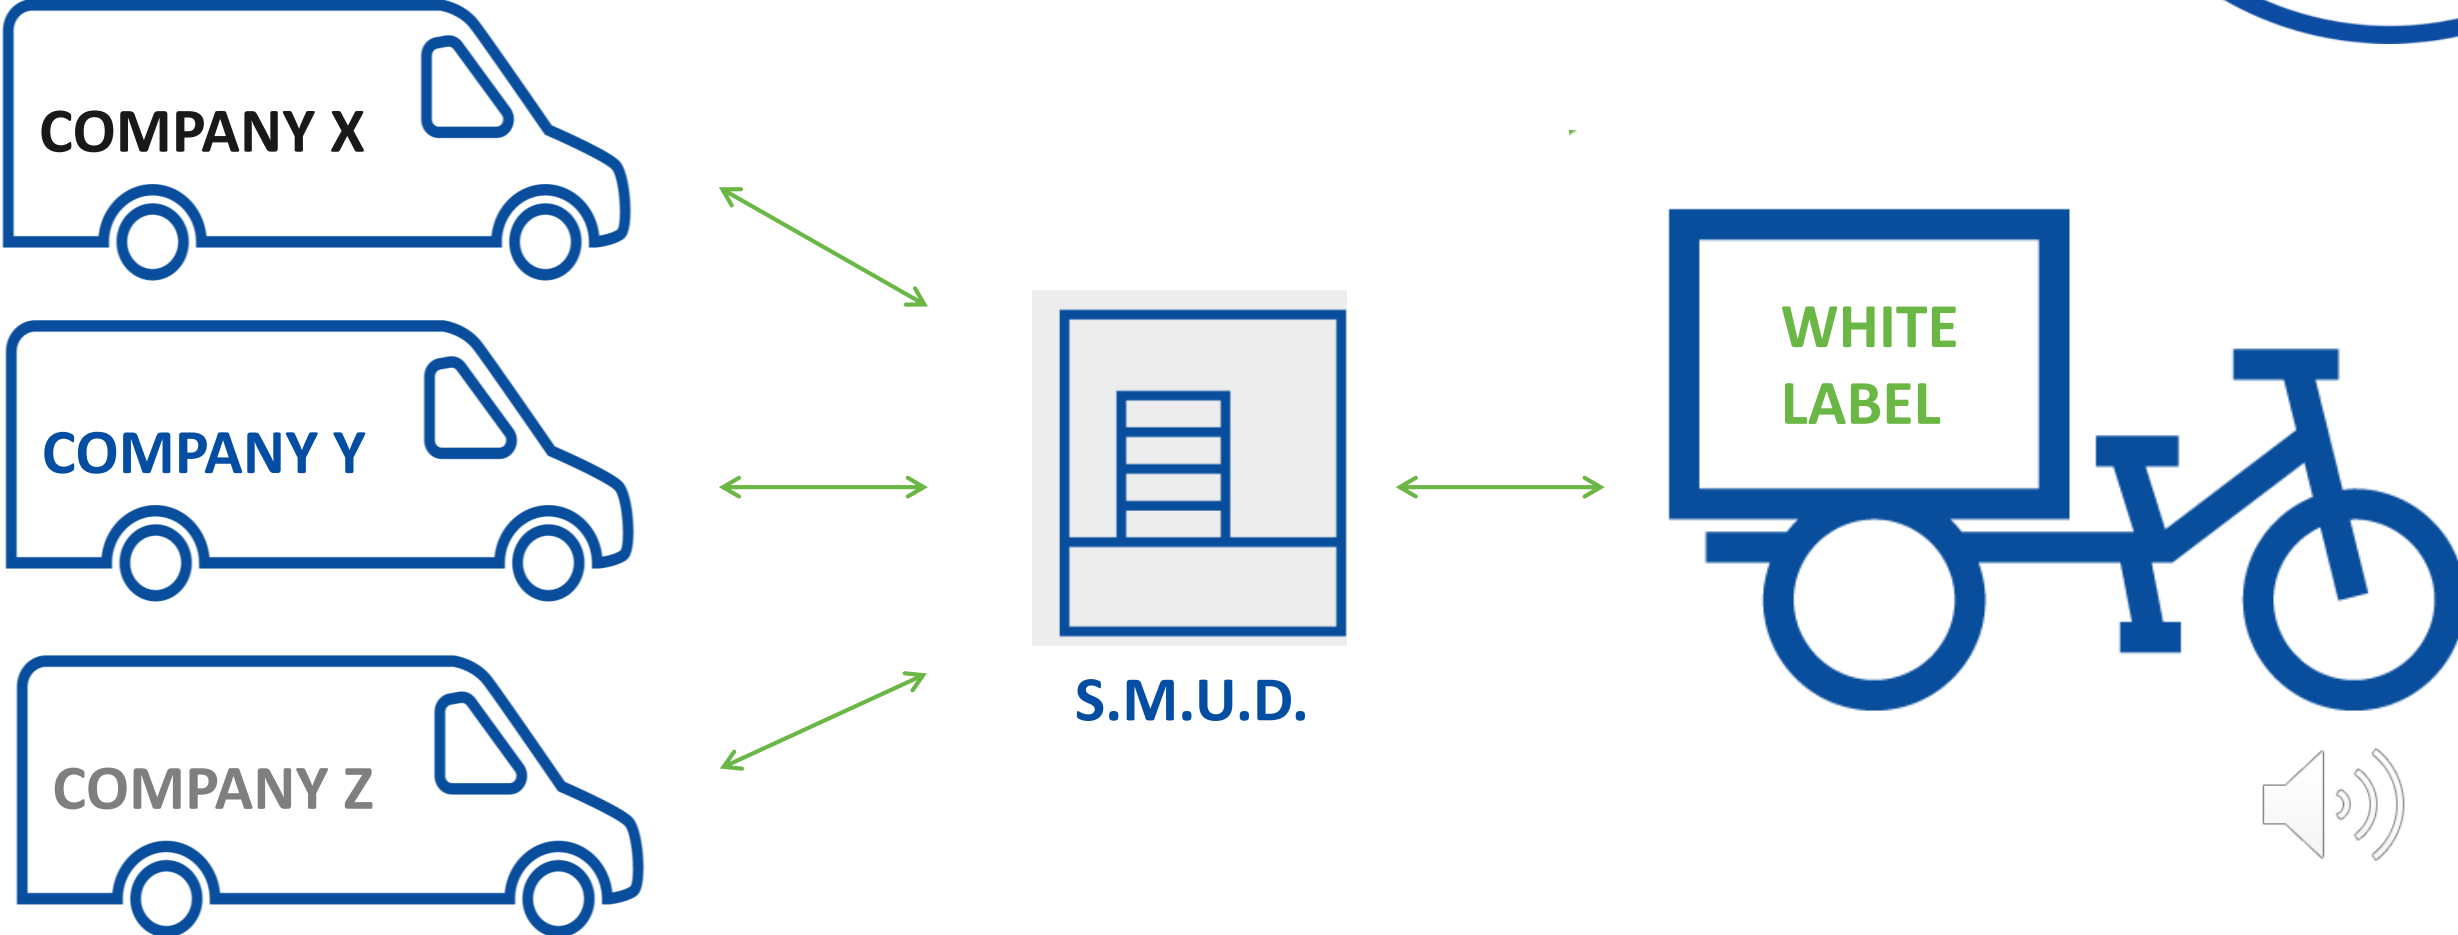 COMPANY X
COMPANY Y
COMPANY Z
S.M.U.D.
WHITE
LABEL